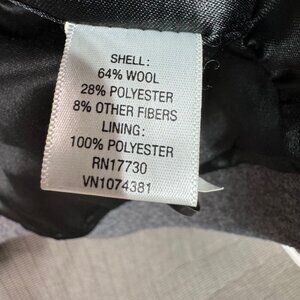 SHELL:
64% WOOL
28% POLYESTER
8% OTHER FIBERS
LINING:
100% POLYESTER
RN17730
VN1074381